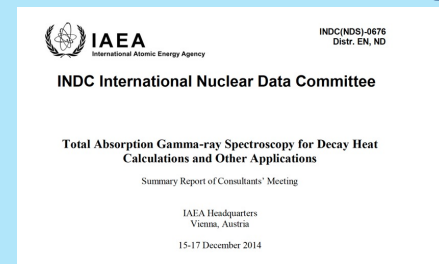 IAEA
International Atomic Energy Agency
INDC(NDS)-0676
Distr. EN, ND
INDC International Nuclear Data Committee
Total Absorption Gamma-ray Spectroscopy for Decay Heat
Calculations and Other Applications
Summary Report of Consultants' Meeting
IAEA Headquarters
Vienna, Austria
15-17 December 2014